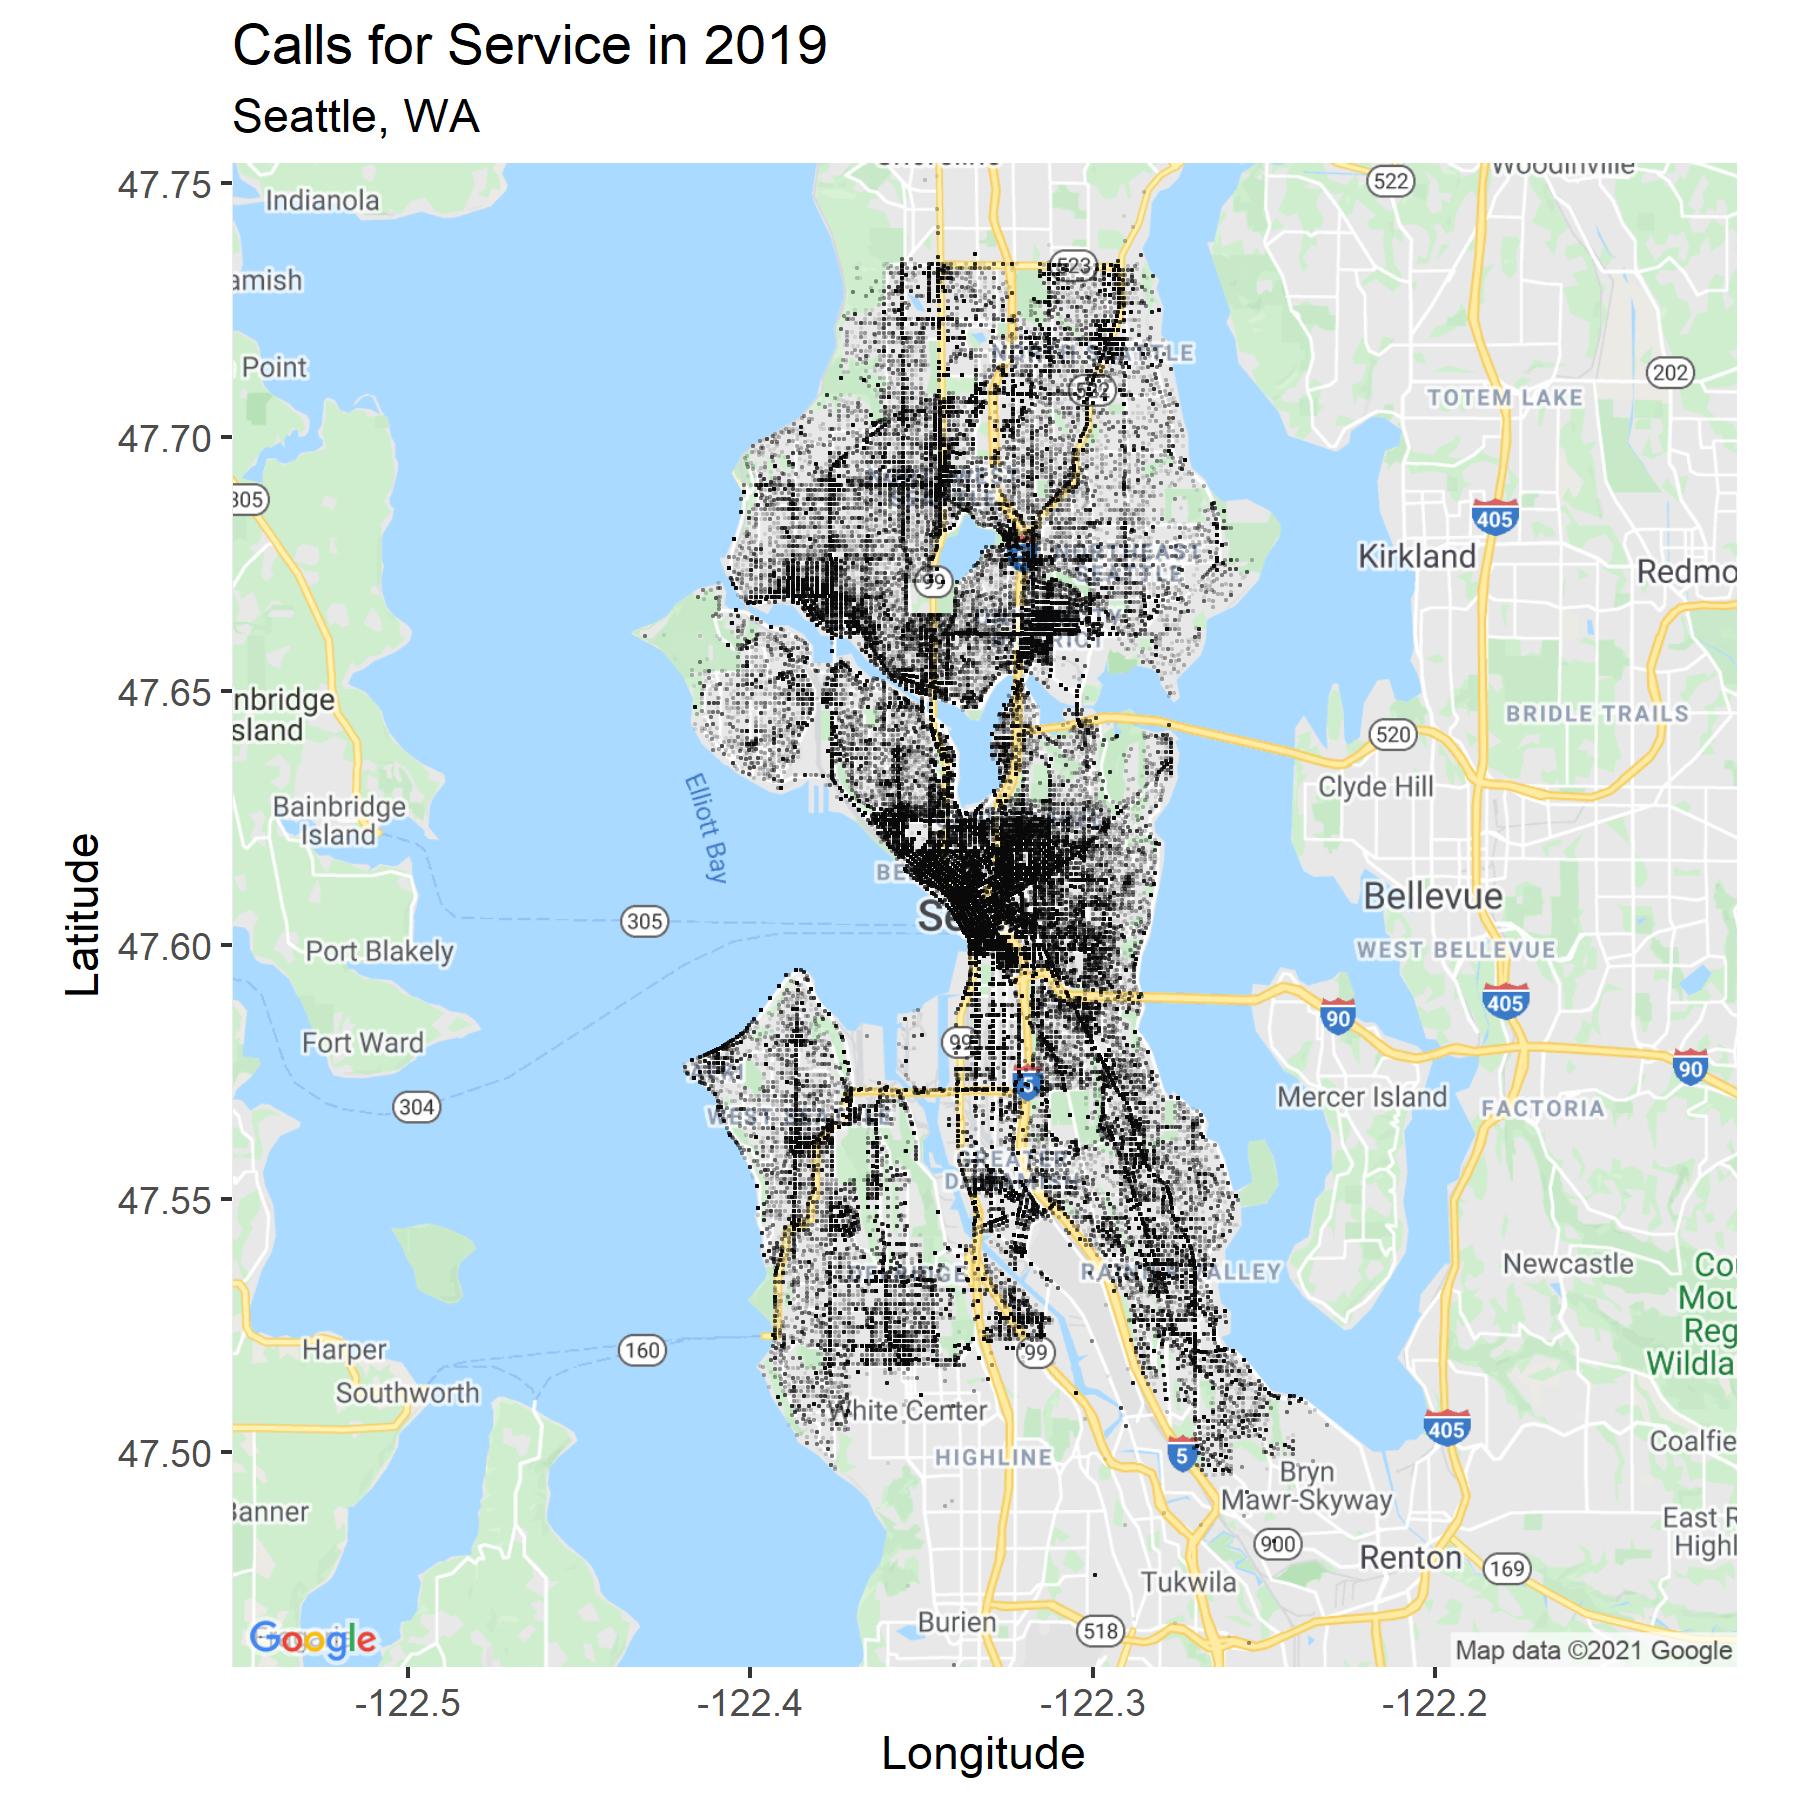 Calls for Service in 2019
Seattle, WA
47.75
47.70
47.65
47.60
47.55
47.50
Latitude
-122.5
-122.4
-122.3
-122.2
Longitude
Woodinville
522
Indianola
523
amish
Point
202
TOTEM LAKE
305
405
Kirkland
Redmo
NORTHEAST
SEATTLE
99
nbridge
sland
BRIDLE TRAILS
520
Clyde Hill
Elliott Bay
Bainbridge
Island
BE
Bellevue
Se
305
WEST BELLEVUE
Port Blakely
405
90
Fort Ward
99
90
5
304
Mercer Island
FACTORIA
Newcastle
Co
Mou
Reg
Wildla
Harper
160
99
Southworth
White Center
405
HIGHLINE
5
Coalfie
Bryn
Mawr-Skyway
Banner
East R
Highl
900
Renton
169
Tukwila
Burien
518
Google
Map data ©2021 Google